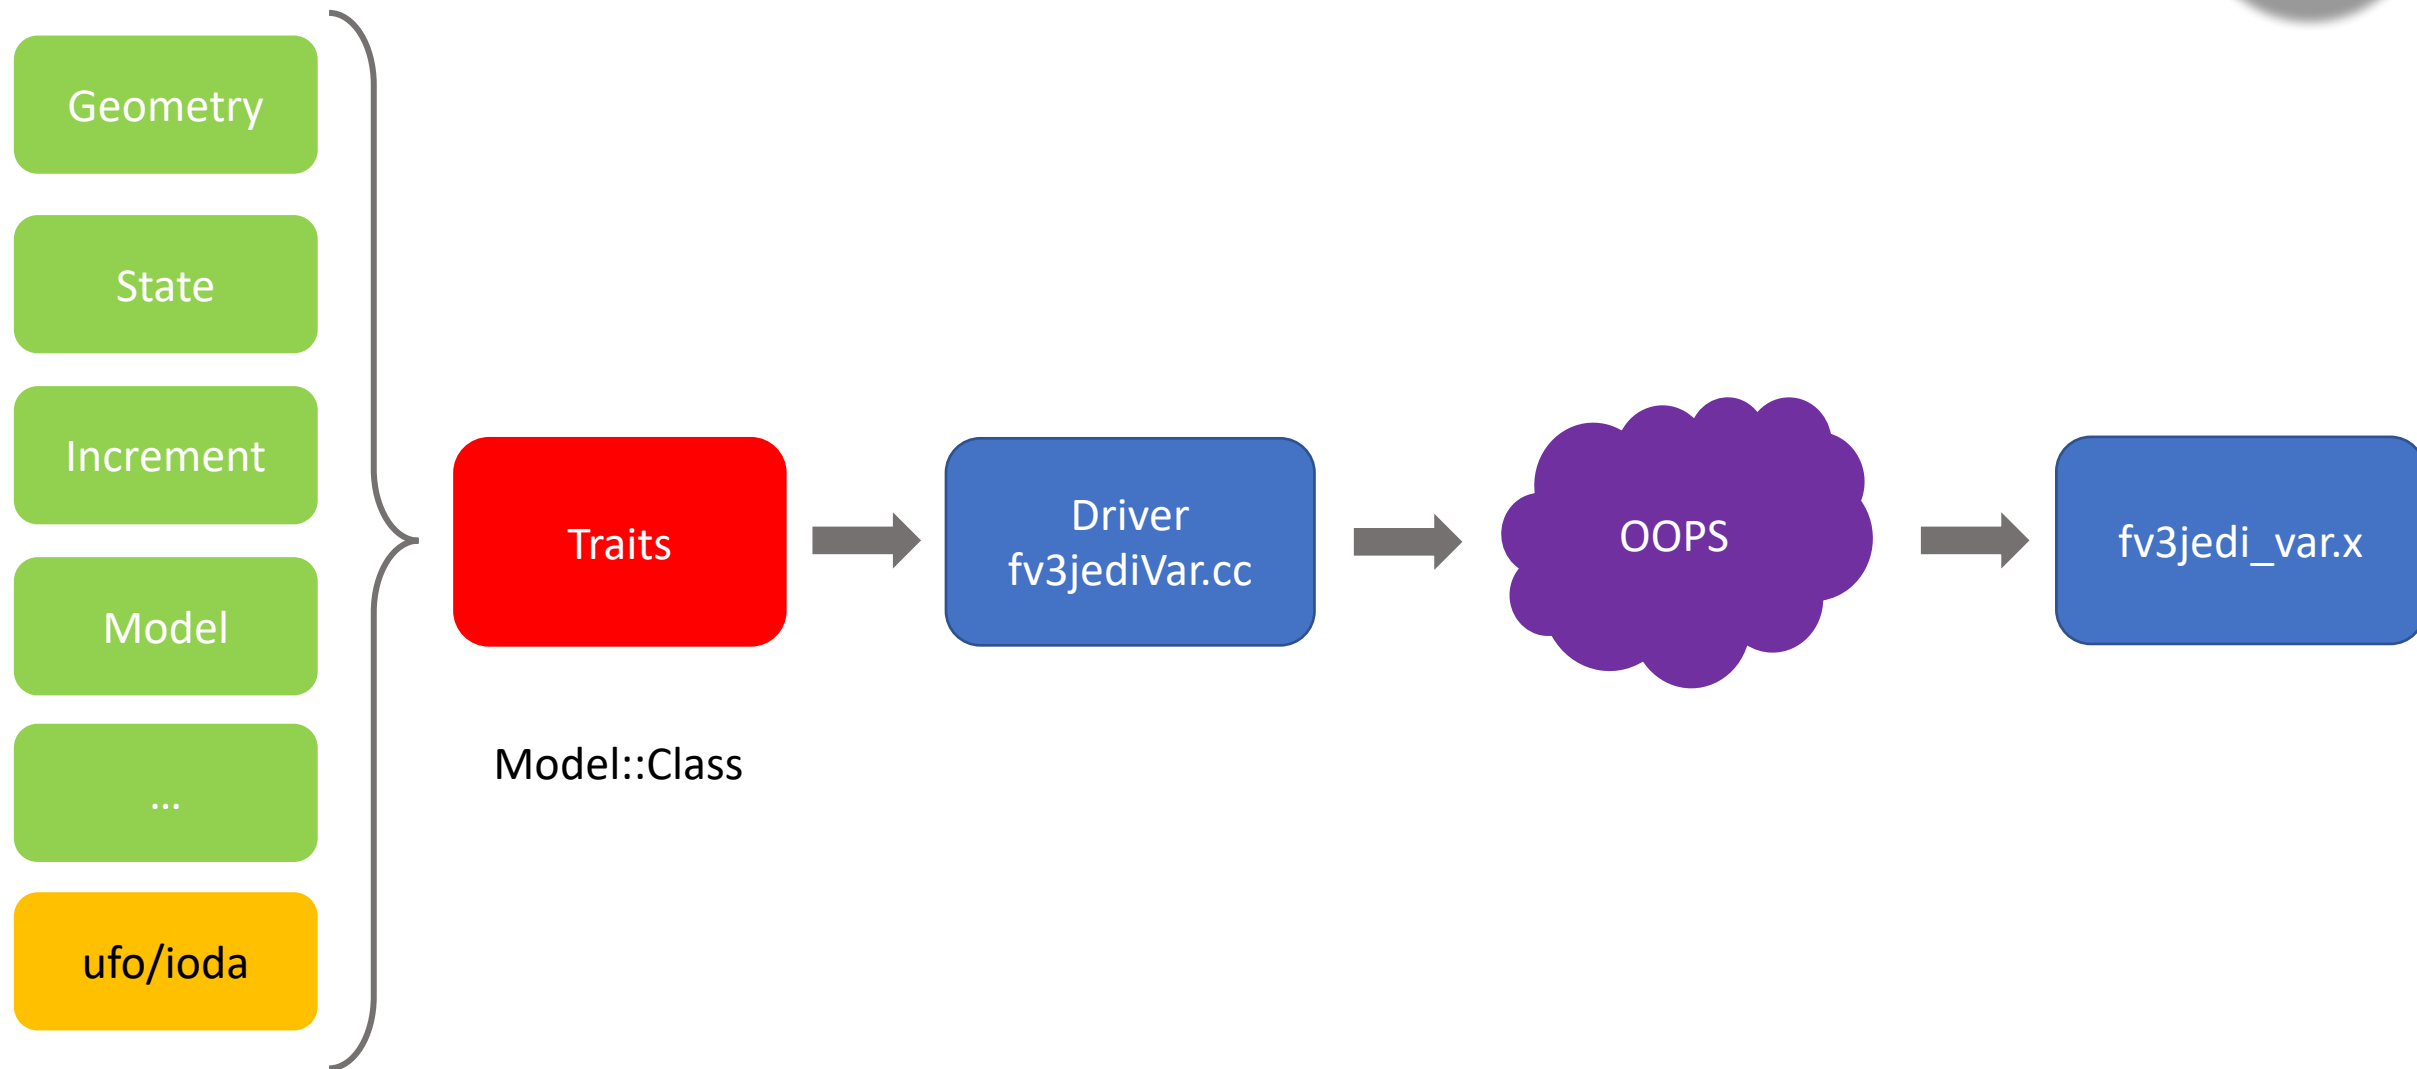 Geometry
State
Increment
Model
...
ufo/ioda
Traits
Model::Class
Driver
fv3jediVar.cc
OOPS
fv3jedi_var.x